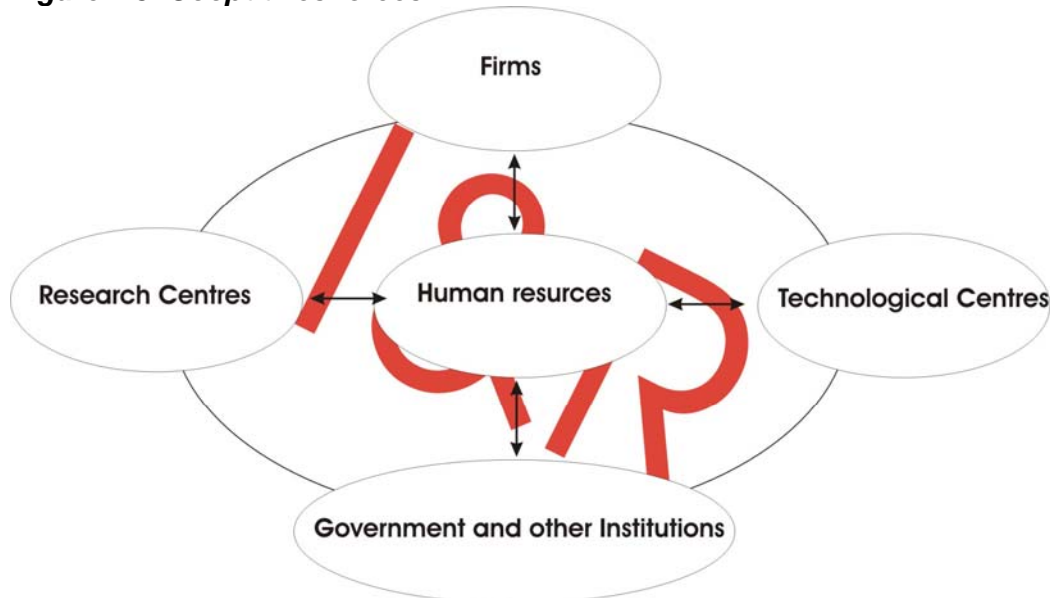 Firms
Research Centres
Human resurces
Technological Centres
Government and other Institutions